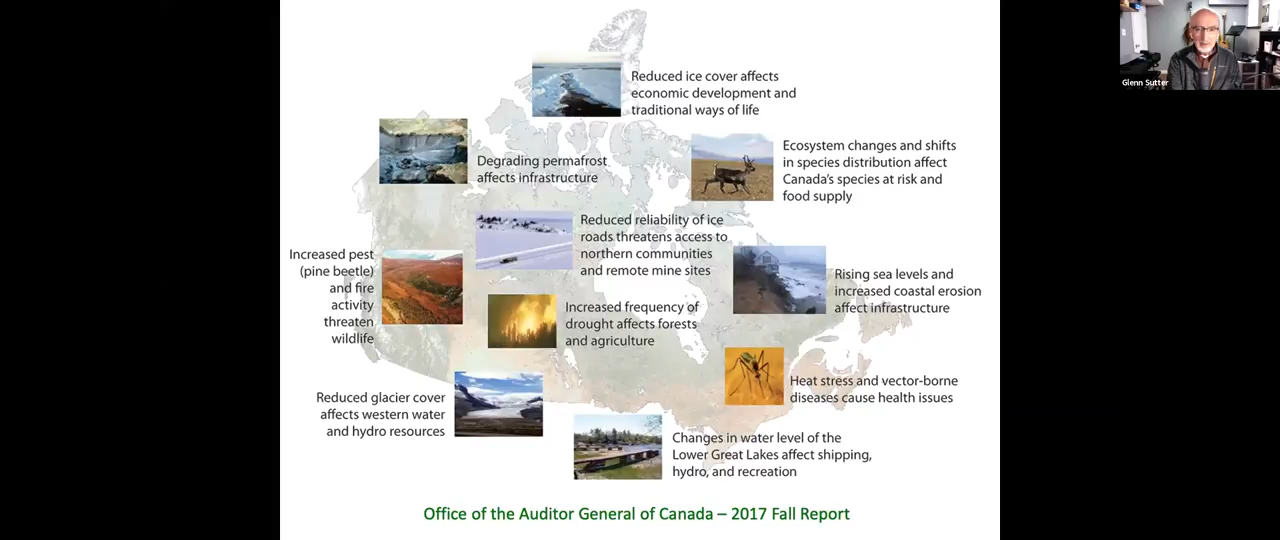 Glenn Sutter
Reduced ice cover affects
economic development and
traditional ways of life
Degrading permafrost
affects infrastructure
Ecosystem changes and shifts
in species distribution affect
Canada's species at risk and
food supply
Reduced reliability of ice
roads threatens access to
northern communities
and remote mine sites
Increased pest
(pine beetle)
and fire
activity
threaten
wildlife
Rising sea levels and
increased coastal erosion
affect infrastructure
Increased frequency of
drought affects forests
and agriculture
Heat stress and vector-borne
diseases cause health issues
Reduced glacier cover
affects western water
and hydro resources
Changes in water level of the
Lower Great Lakes affect shipping,
hydro, and recreation
Office of the Auditor General of Canada – 2017 Fall Report